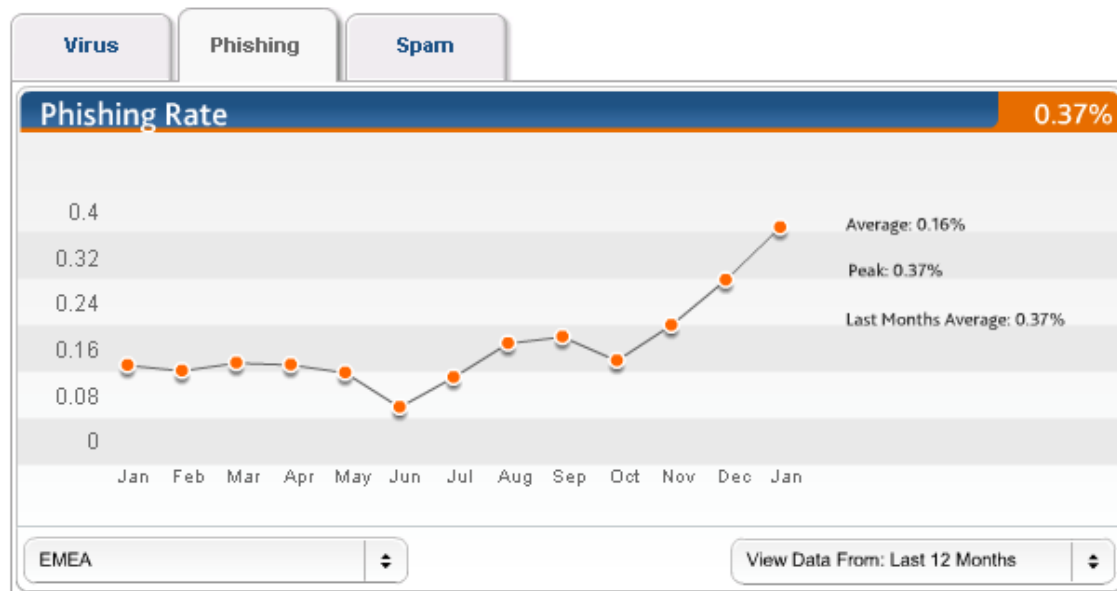 Virus Phishing Spam
Phishing Rate 0.37%
0.4
Average: 0.16%
0.32
Peak: 0.37%
0.24
Last Months Average: 0.37%
0.16
0.08
0
Jan Feb Mar Apr May Jun Jul Aug Sep Oct Nov Dec Jan
EMEA View Data From: Last 12 Months